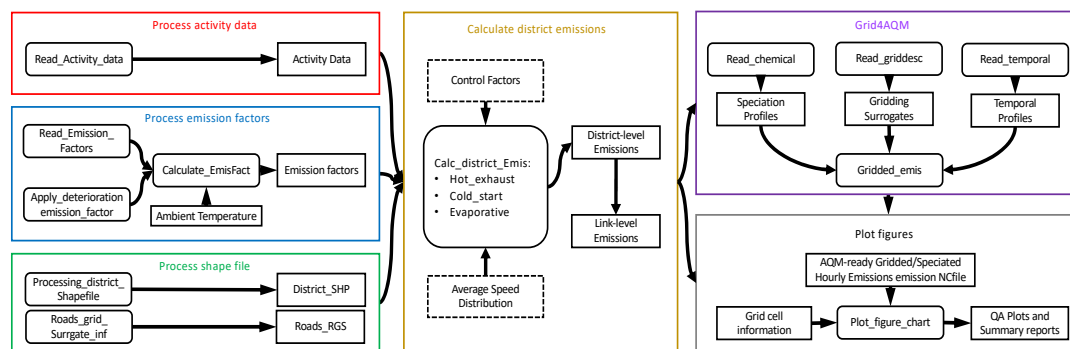 Process activity data
Read_Activity_data
Activity Data
Process emission factors
Read_Emission_
Factors
Apply_deterioration
emission_factor
Calculate_EmisFact
Ambient Temperature
Emission factors
Process shape file
Processing_district_
Shapefile
District_SHP
Roads_grid_
Surrgate_inf
Roads_RGS
Calculate district emissions
Control Factors
Calc_district_Emis:
• Hot_exhaust
• Cold_start
• Evaporative
Average Speed
Distribution
District-level
Emissions
Link-level
Emissions
Grid4AQM
Read_chemical
Read_griddesc
Read_temporal
Speciation
Profiles
Gridding
Surrogates
Temporal
Profiles
Gridded_emis
Plot figures
AQM-ready Gridded/Speciated
Hourly Emissions emission NCfile
Grid cell
information
Plot_figure_chart
QA Plots and
Summary reports